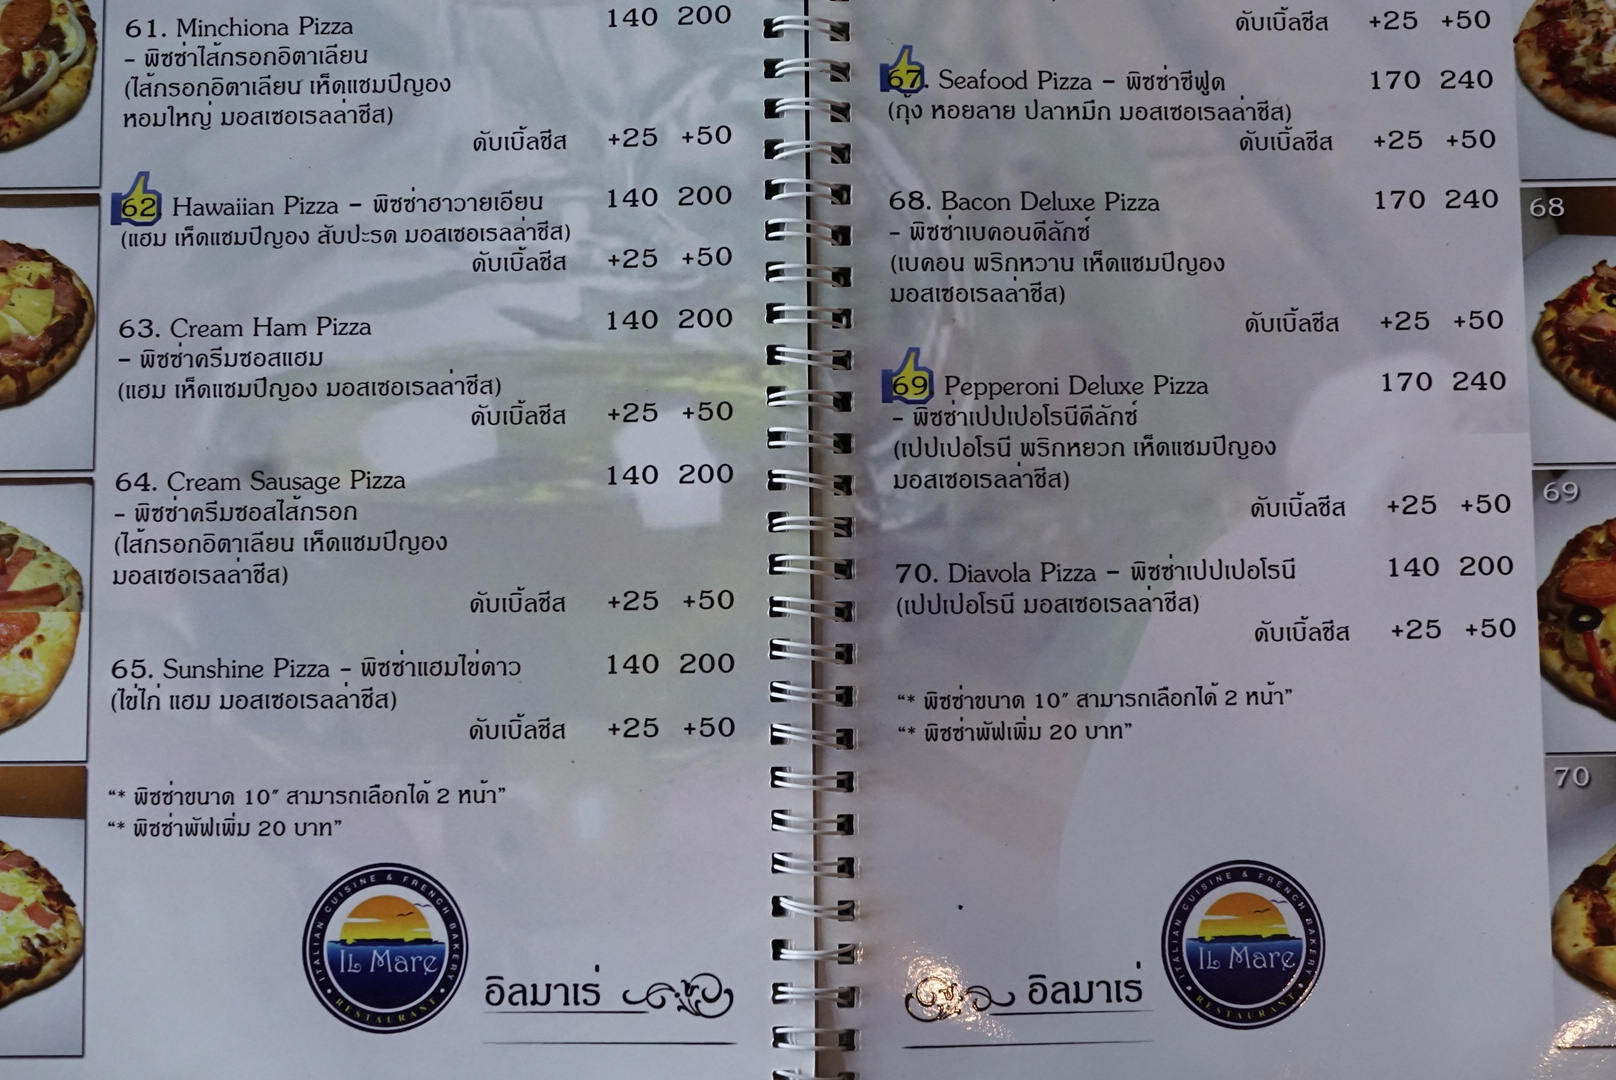 61. Minchiona Pizza 140 200
- พิซซ่าไส้กรอกอิตาเลียน
(ไส้กรอกอิตาเลียน เห็ดแชมปิญอง
หอมใหญ่ มอสเซอเรลล่าชีส)
ดับเบิ้ลชีส +25 +50
62. Hawaiian Pizza - พิซซ่าฮาวายเอียน 140 200
(แฮม เห็ดแชมปิญอง สับปะรด มอสเซอเรลล่าชีส)
ดับเบิ้ลชีส +25 +50
63. Cream Ham Pizza 140 200
- พิซซ่าครีมซอสแฮม
(แฮม เห็ดแชมปิญอง มอสเซอเรลล่าชีส)
ดับเบิ้ลชีส +25 +50
64. Cream Sausage Pizza 140 200
- พิซซ่าครีมซอสไส้กรอก
(ไส้กรอกอิตาเลียน เห็ดแชมปิญอง
มอสเซอเรลล่าชีส)
ดับเบิ้ลชีส +25 +50
65. Sunshine Pizza - พิซซ่าแฮมไข่ดาว 140 200
(ไข่ไก่ แฮม มอสเซอเรลล่าชีส)
ดับเบิ้ลชีส +25 +50
"* พิซซ่าขนาด 10″ สามารถเลือกได้ 2 หน้า"
"* พิซซ่าพัฟเพิ่ม 20 บาท"
ITALIAN CUISINE & FRENCH BAKERY
IL Mare
RESTAURANT
อิลมาเร่
ดับเบิ้ลชีส +25 +50
67. Seafood Pizza - พิซซ่าซีฟูด 170 240
(กุ้ง หอยลาย ปลาหมึก มอสเซอเรลล่าชีส)
ดับเบิ้ลชีส +25 +50
68. Bacon Deluxe Pizza 170 240
- พิซซ่าเบคอนดีลักซ์
(เบคอน พริกหวาน เห็ดแชมปิญอง
มอสเซอเรลล่าชีส)
ดับเบิ้ลชีส +25 +50
69 Pepperoni Deluxe Pizza 170 240
- พิซซ่าเปปเปอโรนีดีลักซ์
(เปปเปอโรนี พริกหยวก เห็ดแชมปิญอง
มอสเซอเรลล่าชีส)
ดับเบิ้ลชีส +25 +50
70. Diavola Pizza - พิซซ่าเปปเปอโรนี 140 200
(เปปเปอโรนี มอสเซอเรลล่าชีส)
ดับเบิ้ลชีส +25 +50
"* พิซซ่าขนาด 10″ สามารถเลือกได้ 2 หน้า"
"* พิซซ่าพัฟเพิ่ม 20 บาท"
อิลมาเร่
ITALIAN CUISINE & FRENCH BAKERY
IL Mare
RESTAURANT
68
69
70